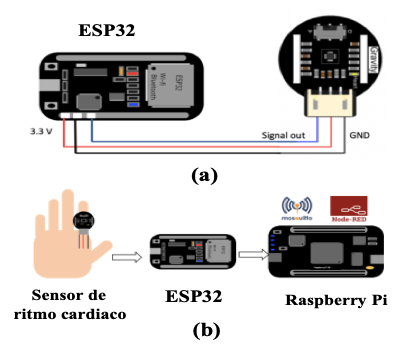 ESP32
Wi-Fi
Bluetooth
ESP32
Gravity
3.3 V
Signal out
GND
(a)
mosquitto
Node-RED
Sensor de
ritmo cardiaco
ESP32
Raspberry Pi
(b)